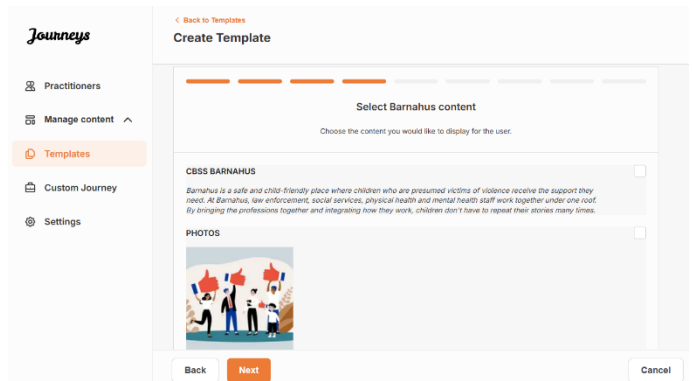 Journeys
Practitioners
Manage content
Templates
Custom Journey
Settings
< Back to Templates
Create Template
Select Barnahus content
Choose the content you would like to display for the user.
CBSS BARNAHUS
Barnahus is a safe and child-friendly place where children who are presumed victims of violence receive the support they
need. At Barnahus, law enforcement, social services, physical health and mental health staff work together under one roof.
By bringing the professions together and integrating how they work, children don't have to repeat their stories many times.
PHOTOS
Back
Next
Cancel